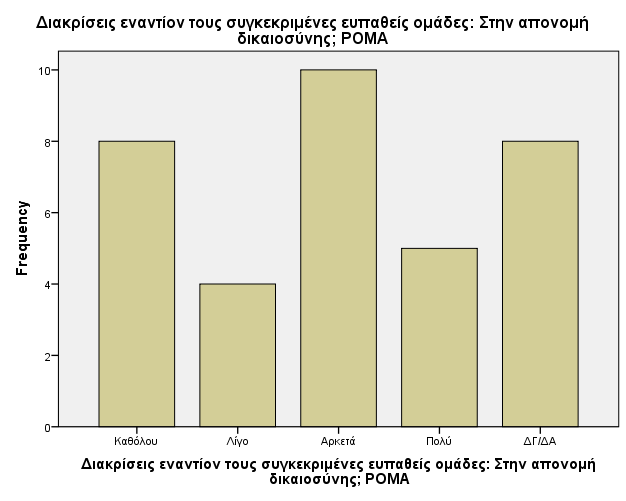 Διακρίσεις εναντίον τους συγκεκριμένες ευπαθείς ομάδες: Στην απονομή
δικαιοσύνης; ΡΟΜΑ
10
8
6
4
2
0
Frequency
Καθόλου Λίγο Αρκετά Πολύ ΔΓ/ΔΑ
Διακρίσεις εναντίον τους συγκεκριμένες ευπαθείς ομάδες: Στην απονομή
δικαιοσύνης; ΡΟΜΑ